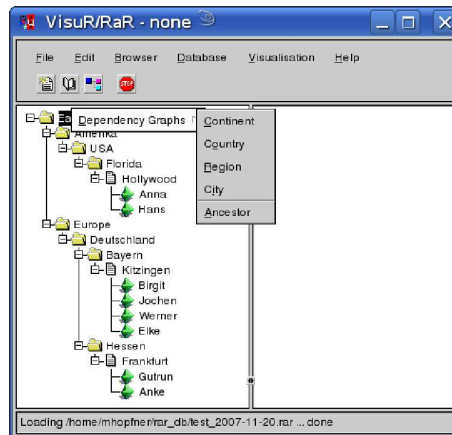 VisuR/RaR - none
File Edit Browser Database Visualisation Help
STOP
Ea
Dependency Graphs
Continent
Country
Region
City
Ancestor
Amerika
USA
Florida
Hollywood
Anna
Hans
Europe
Deutschland
Bayern
Kitzingen
Birgit
Jochen
Werner
Elke
Hessen
Frankfurt
Gutrun
Anke
Loading /home/mhopfner/rar_db/test_2007-11-20.rar ... done